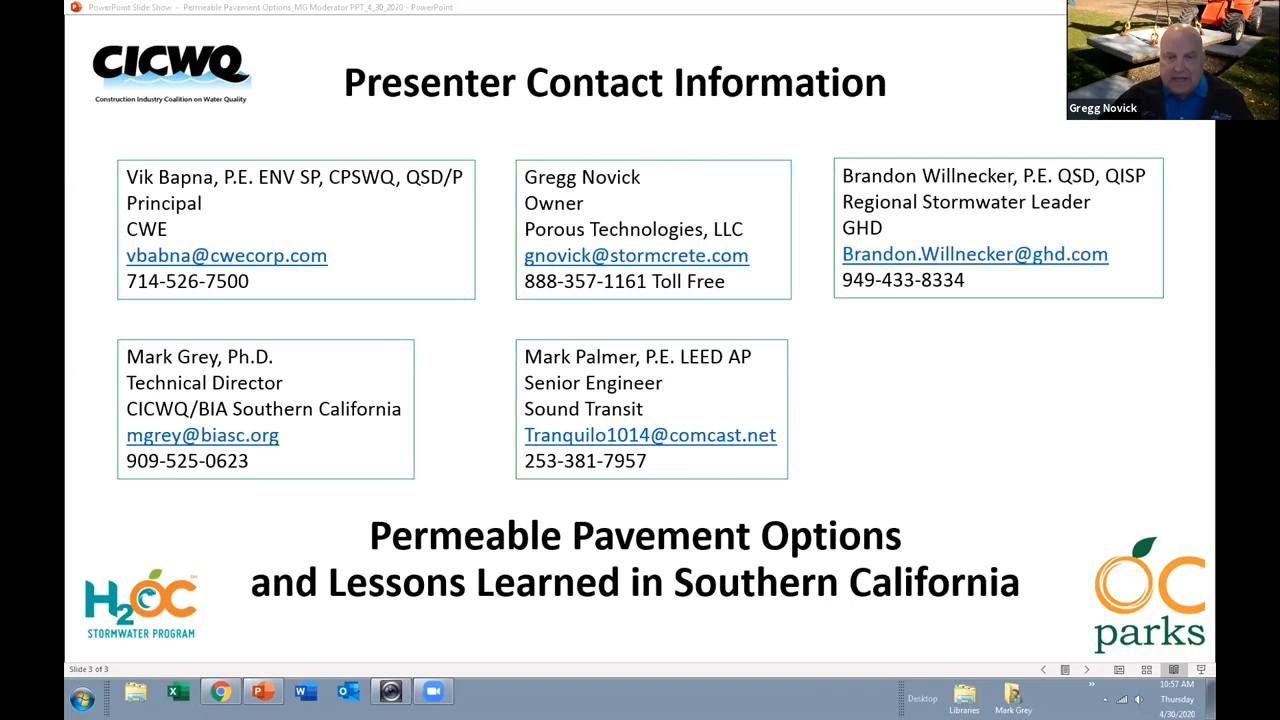 PowerPoint Slide Show - Permeable Pavement Options_MG Moderator PPT_4_30_2020 - PowerPoint
CICWQ
Construction Industry Coalition on Water Quality
Presenter Contact Information
Gregg Novick
Vik Bapna, P.E. ENV SP, CPSWQ, QSD/P
Principal
CWE
vbabna@cwecorp.com
714-526-7500
Gregg Novick
Owner
Porous Technologies, LLC
gnovick@stormcrete.com
888-357-1161 Toll Free
Brandon Willnecker, P.E. QSD, QISP
Regional Stormwater Leader
GHD
Brandon.Willnecker@ghd.com
949-433-8334
Mark Grey, Ph.D.
Technical Director
CICWQ/BIA Southern California
mgrey@biasc.org
909-525-0623
Mark Palmer, P.E. LEED AP
Senior Engineer
Sound Transit
Tranquilo1014@comcast.net
253-381-7957
Permeable Pavement Options
and Lessons Learned in Southern California
H2OC
STORMWATER PROGRAM
OC
parks
Slide 3 of 3
Desktop
Libraries
Mark Grey
10:57 AM
Thursday
4/30/2020